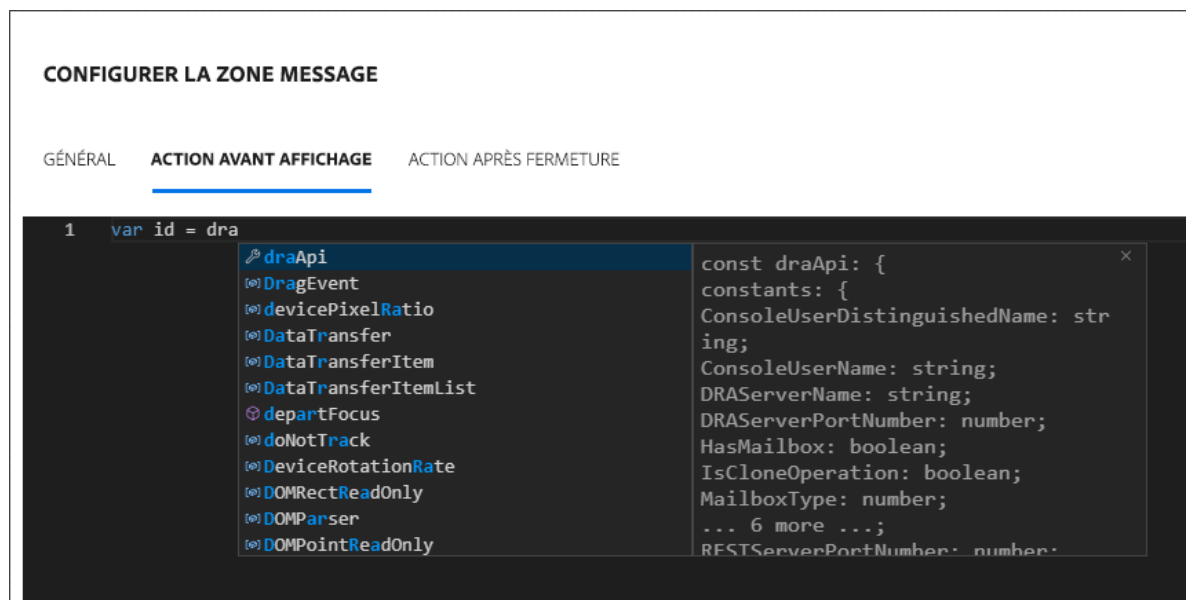 CONFIGURER LA ZONE MESSAGE
GÉNÉRAL ACTION AVANT AFFICHAGE ACTION APRÈS FERMETURE
1 var id = dra
draApi
DragEvent
devicePixelRatio
DataTransfer
DataTransferItem
DataTransferItemList
departFocus
doNotTrack
DeviceRotationRate
DOMRectReadOnly
DOMParser
DOMPointReadOnly
const draApi: {
constants: {
ConsoleUserDistinguishedName: str
ing;
ConsoleUserName: string;
DRAServerName: string;
DRAServerPortNumber: number;
HasMailbox: boolean;
IsCloneOperation: boolean;
MailboxType: number;
... 6 more ...;
RESTServerPortNumber: number;